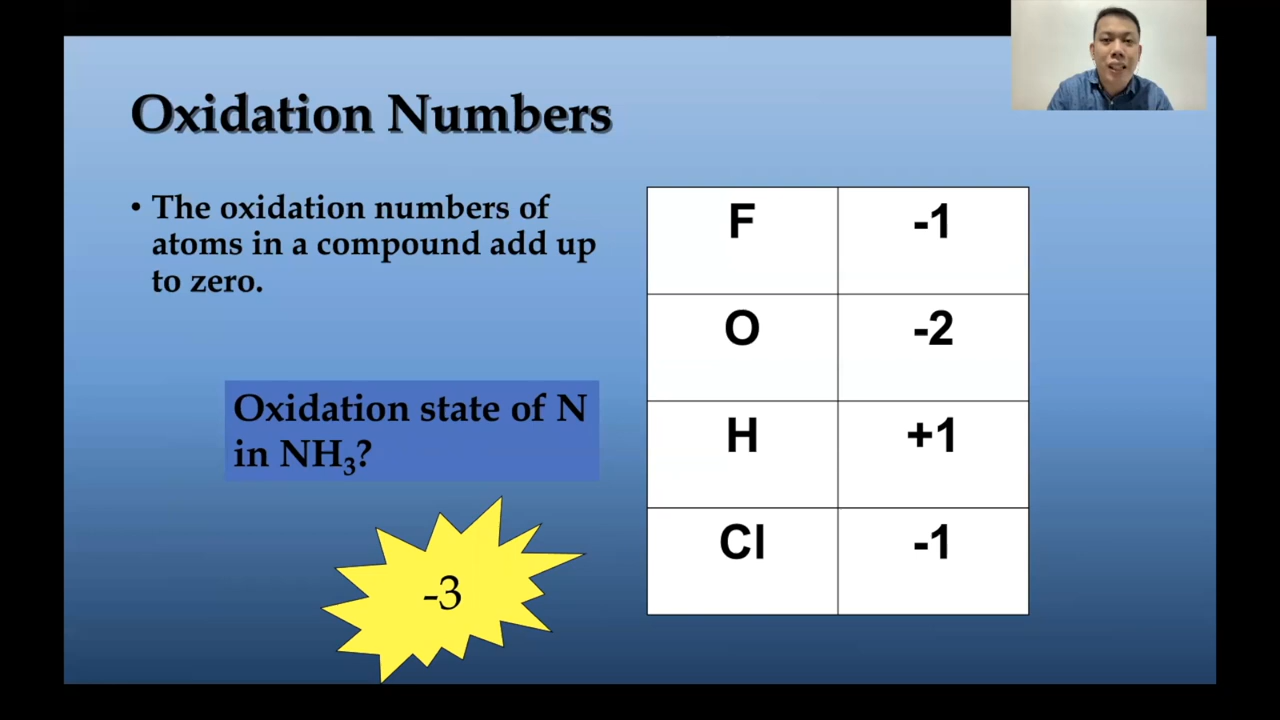 Oxidation Numbers
• The oxidation numbers of
atoms in a compound add up
to zero.
Oxidation state of N
in NH₃?
-3
F -1
O -2
H +1
Cl -1